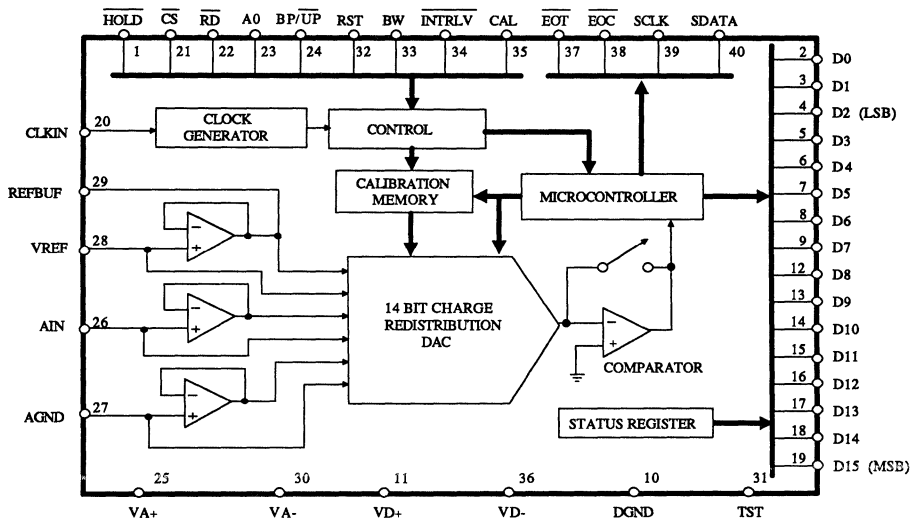 HOLD CS RD A0 BP/UP RST BW INTRLV CAL EOT EOC SCLK SDATA
1 21 22 23 24 32 33 34 35 37 38 39 40
2 D0
3 D1
4 D2 (LSB)
5 D3
6 D4
7 D5
8 D6
9 D7
12 D8
13 D9
14 D10
15 D11
16 D12
17 D13
18 D14
19 D15 (MSB)
CLKIN 20
CLOCK
GENERATOR
CONTROL
REFBUF 29
CALIBRATION
MEMORY
MICROCONTROLLER
VREF 28
- +
AIN 26
- +
AGND 27
- +
14 BIT CHARGE
REDISTRIBUTION
DAC
- +
COMPARATOR
STATUS REGISTER
25 30 11 36 10 31
VA+ VA- VD+ VD- DGND TST